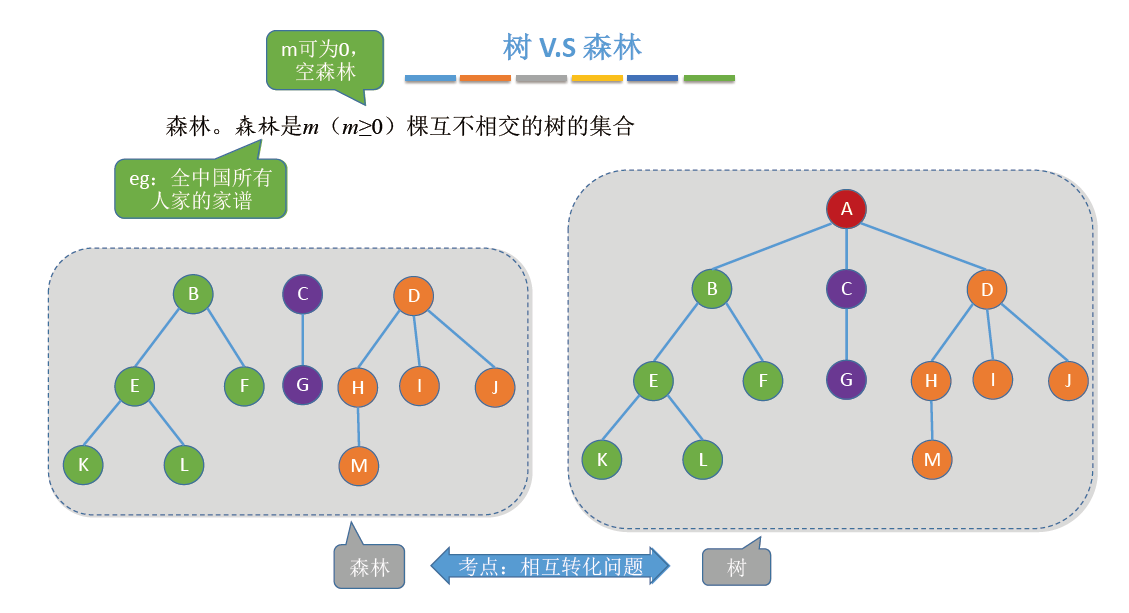 m可为0，
空森林
树 V.S 森林
森林。森林是m（m≥0）棵互不相交的树的集合
eg：全中国所有
人家的家谱
A
B
C
D
B
C
D
E
F
G
H
I
J
E
F
G
H
I
J
K
L
M
K
L
M
森林
考点：相互转化问题
树